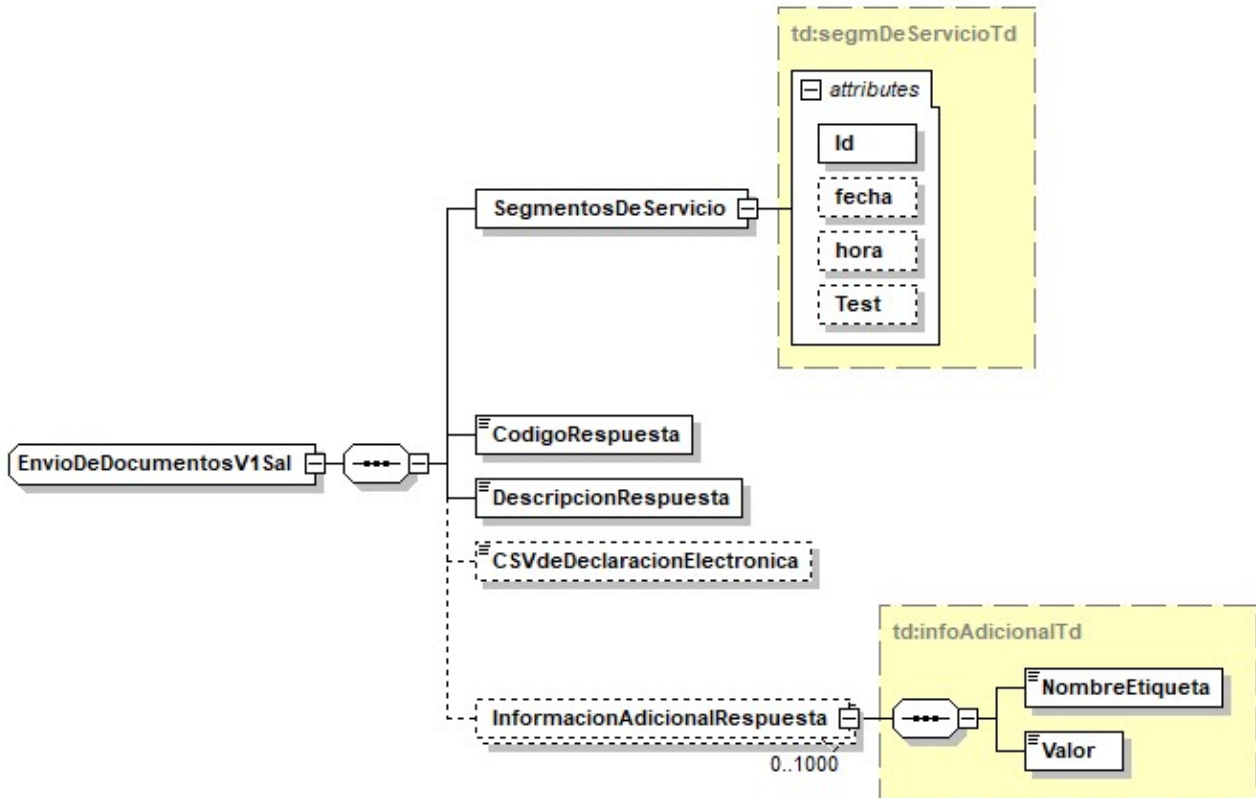 td:segmDeServicioTd
attributes
Id
fecha
hora
Test
SegmentosDeServicio
CodigoRespuesta
EnvioDeDocumentosV1Sal
DescripcionRespuesta
CSVdeDeclaracionElectronica
td:infoAdicionalTd
NombreEtiqueta
InformacionAdicionalRespuesta
Valor
0..1000